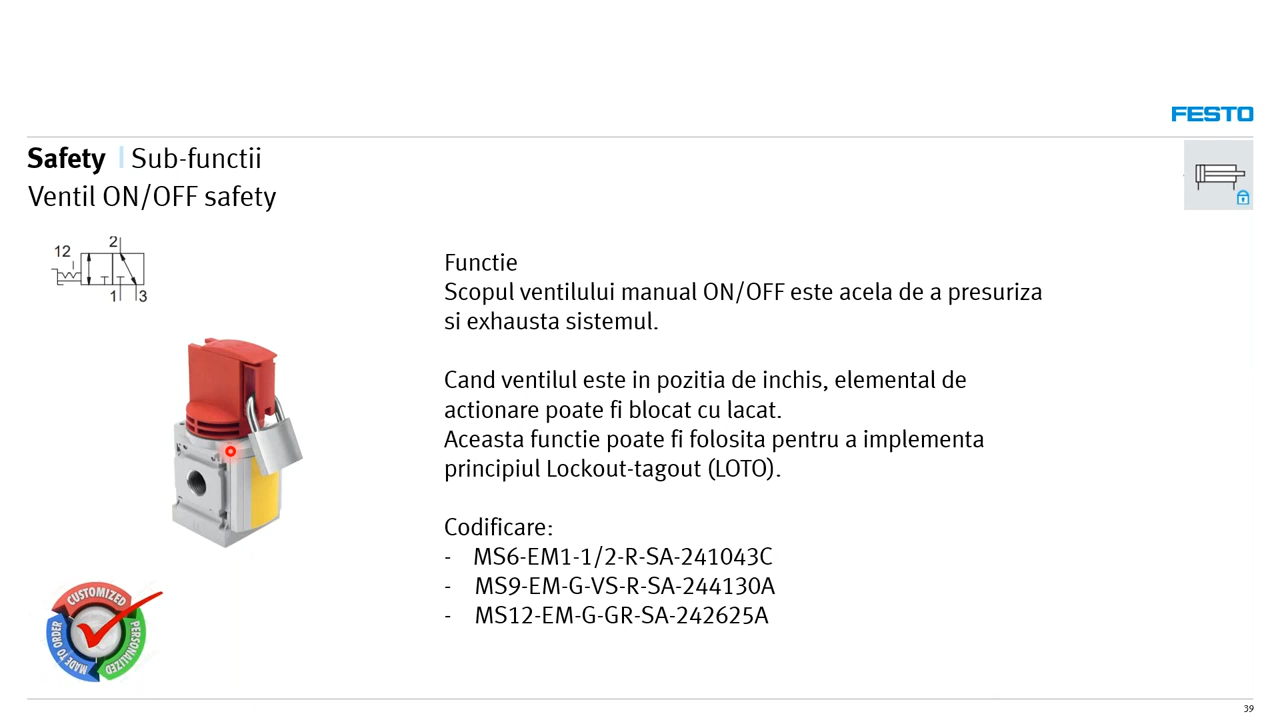 FESTO
Safety | Sub-functii
Ventil ON/OFF safety
2
12
1 3
Functie
Scopul ventilului manual ON/OFF este acela de a presuriza
si exhausta sistemul.
Cand ventilul este in pozitia de inchis, elemental de
actionare poate fi blocat cu lacat.
Aceasta functie poate fi folosita pentru a implementa
principiul Lockout-tagout (LOTO).
Codificare:
- MS6-EM1-1/2-R-SA-241043C
- MS9-EM-G-VS-R-SA-244130A
- MS12-EM-G-GR-SA-242625A
CUSTOMIZED
PERSONALIZED
MADE TO ORDER
39